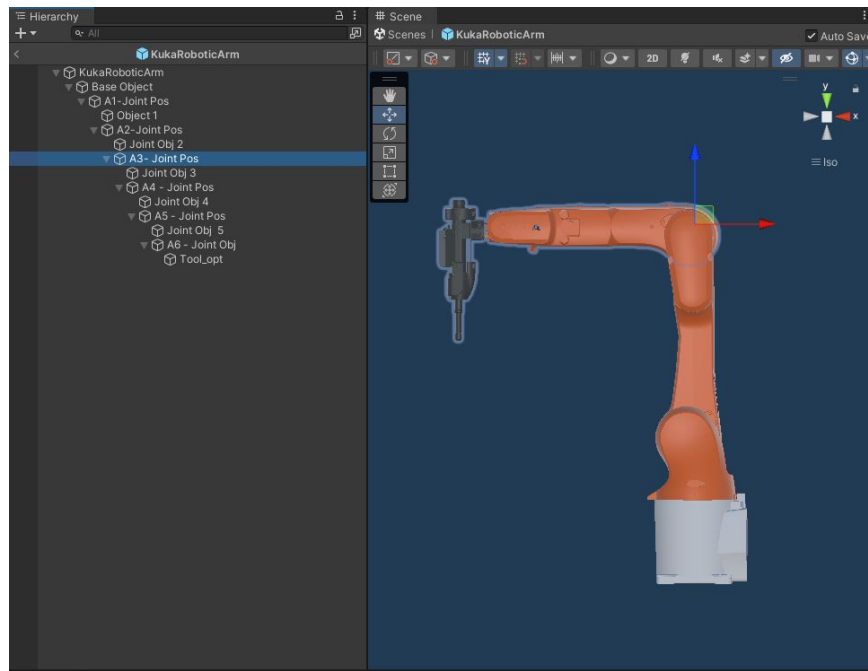 Hierarchy
All
KukaRoboticArm
KukaRoboticArm
Base Object
A1-Joint Pos
Object 1
A2-Joint Pos
Joint Obj 2
A3- Joint Pos
Joint Obj 3
A4 - Joint Pos
Joint Obj 4
A5 - Joint Pos
Joint Obj 5
A6 - Joint Obj
Tool_opt
Scene
Scenes | KukaRoboticArm
Auto Save
2D
y
x
Iso